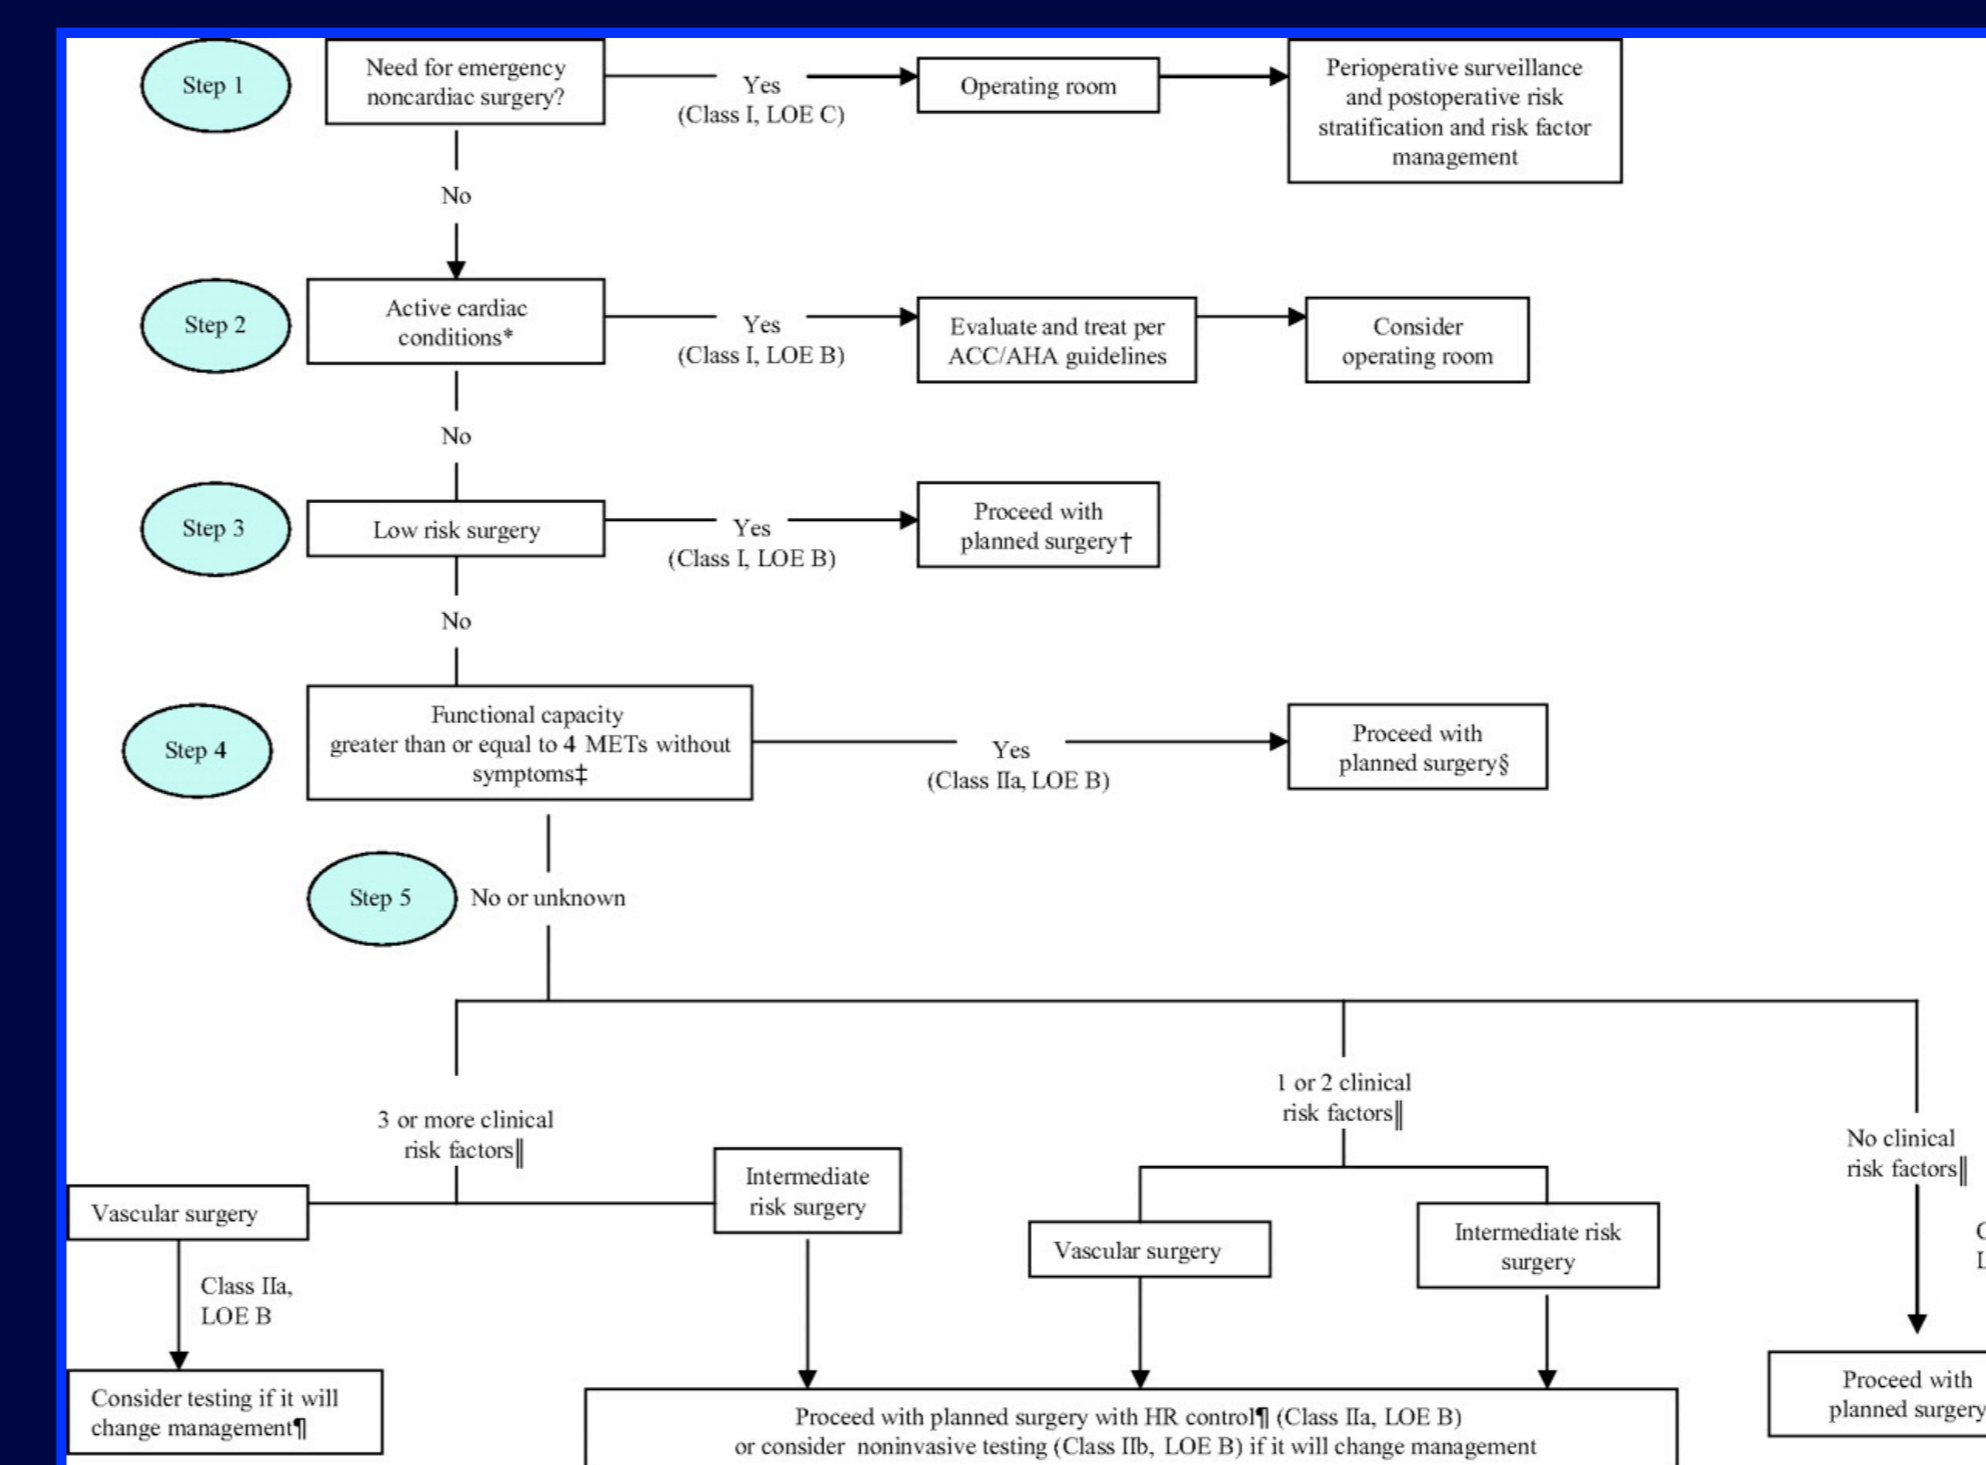 Step 1
Need for emergency
noncardiac surgery?
Yes
(Class I, LOE C)
Operating room
Perioperative surveillance
and postoperative risk
stratification and risk factor
management
No
Step 2
Active cardiac
conditions*
Yes
(Class I, LOE B)
Evaluate and treat per
ACC/AHA guidelines
Consider
operating room
No
Step 3
Low risk surgery
Yes
(Class I, LOE B)
Proceed with
planned surgery†
No
Step 4
Functional capacity
greater than or equal to 4 METs without
symptoms‡
Yes
(Class IIa, LOE B)
Proceed with
planned surgery§
Step 5
No or unknown
3 or more clinical
risk factors‖
1 or 2 clinical
risk factors‖
No clinical
risk factors‖
Vascular surgery
Intermediate
risk surgery
Vascular surgery
Intermediate risk
surgery
Class IIa,
LOE B
Consider testing if it will
change management¶
Proceed with planned surgery with HR control¶ (Class IIa, LOE B)
or consider noninvasive testing (Class IIb, LOE B) if it will change management
Proceed with
planned surgery